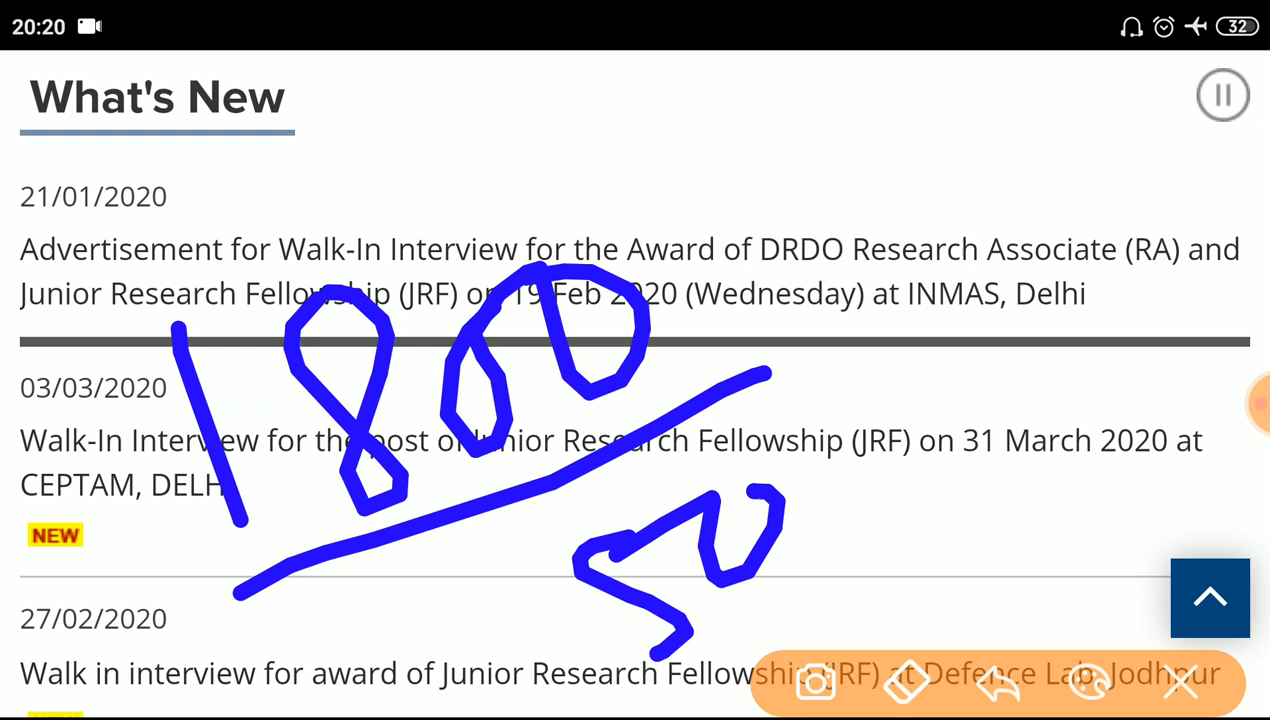 20:20
32
What's New
21/01/2020
Advertisement for Walk-In Interview for the Award of DRDO Research Associate (RA) and
Junior Research Fellowship (JRF) on 19 Feb 2020 (Wednesday) at INMAS, Delhi
03/03/2020
Walk-In Interview for the post of Junior Research Fellowship (JRF) on 31 March 2020 at
CEPTAM, DELHI
NEW
1800
50
27/02/2020
Walk in interview for award of Junior Research Fellowship (JRF) at Defence Lab, Jodhpur